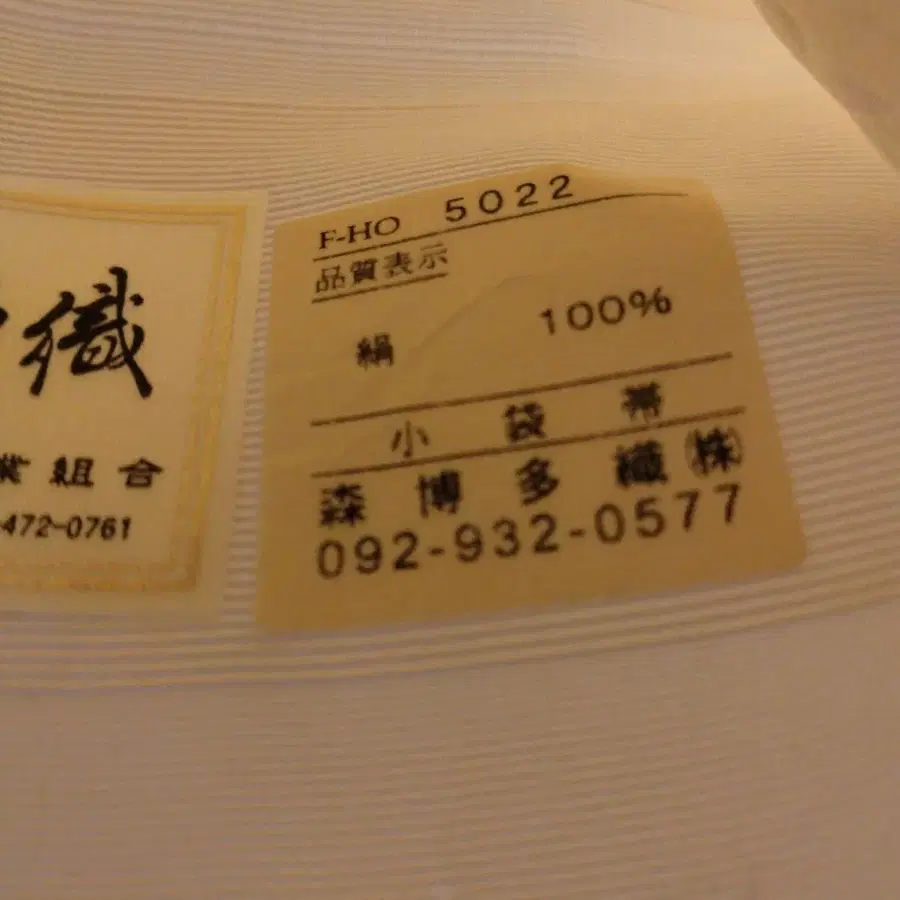 織
業組合
-472-0761
F-HO 5022
品質表示
絹 100%
小袋帯
森博多織(株)
092-932-0577